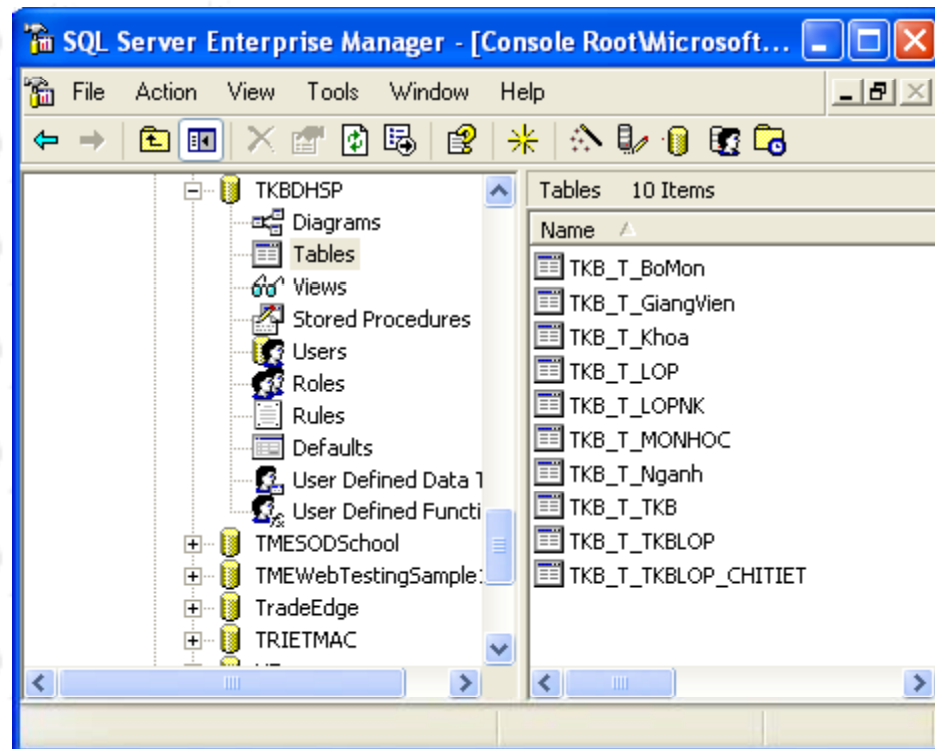 SQL Server Enterprise Manager - [Console Root\Microsoft...
File Action View Tools Window Help
TKBDHSP
Diagrams
Tables
Views
Stored Procedures
Users
Roles
Rules
Defaults
User Defined Data T
User Defined Functi
TMESODSchool
TMEWebTestingSample
TradeEdge
TRIETMAC
Tables 10 Items
Name
TKB_T_BoMon
TKB_T_GiangVien
TKB_T_Khoa
TKB_T_LOP
TKB_T_LOPNK
TKB_T_MONHOC
TKB_T_Nganh
TKB_T_TKB
TKB_T_TKBLOP
TKB_T_TKBLOP_CHITIET